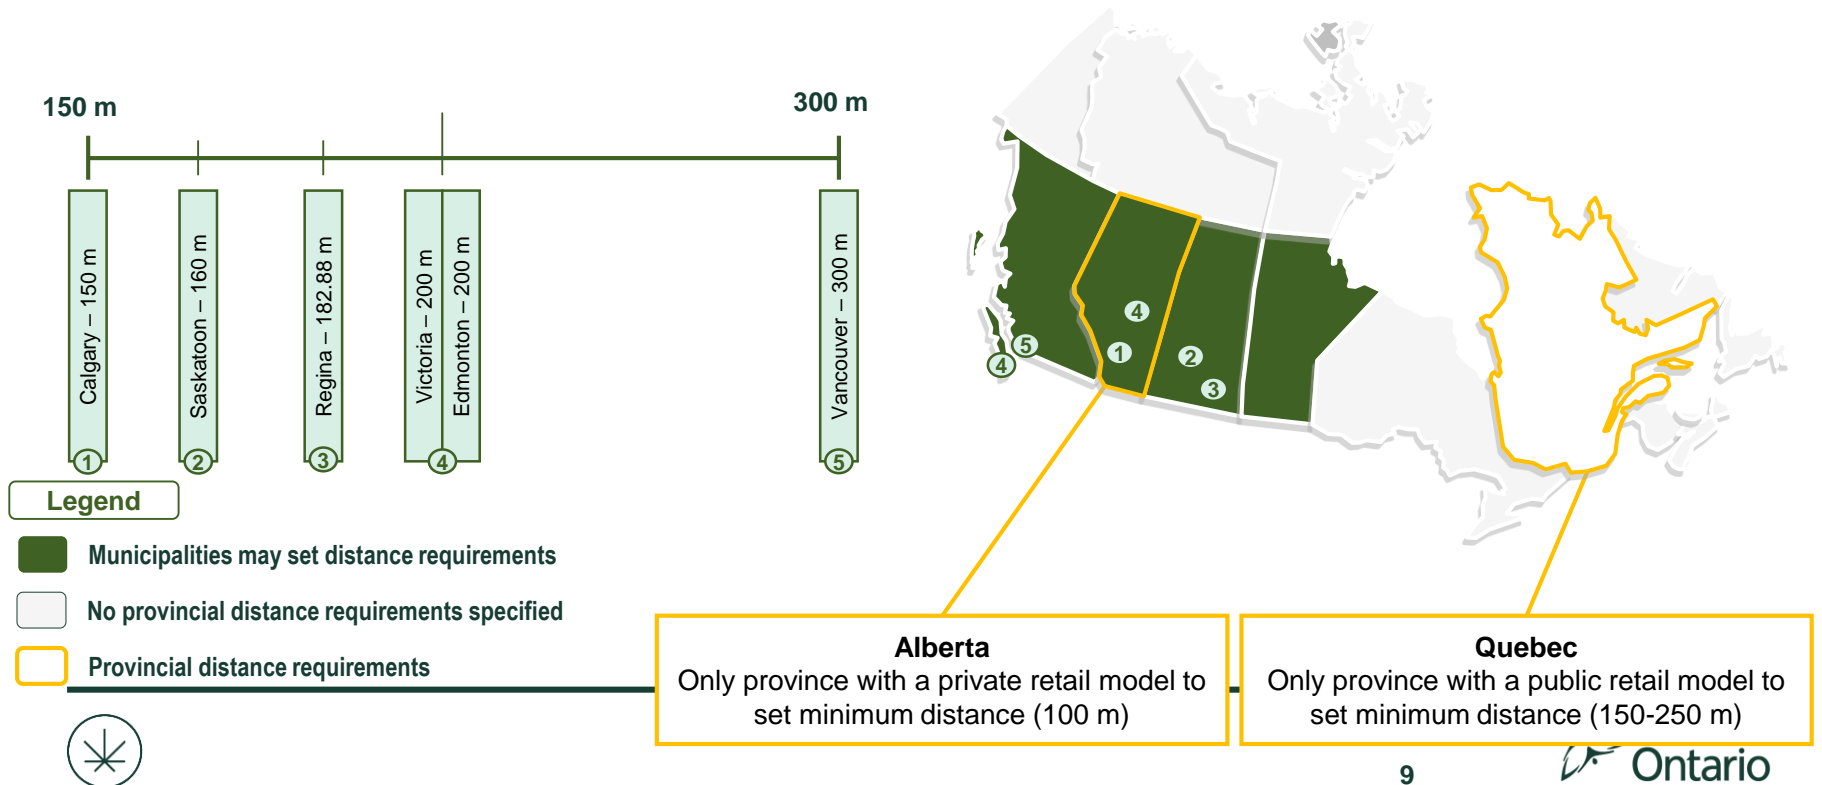 150 m
300 m
Calgary – 150 m
Saskatoon – 160 m
Regina – 182.88 m
Victoria – 200 m
Edmonton – 200 m
Vancouver – 300 m
1
2
3
4
5
4
1
2
3
5
4
Legend
Municipalities may set distance requirements
No provincial distance requirements specified
Provincial distance requirements
Alberta
Only province with a private retail model to
set minimum distance (100 m)
Quebec
Only province with a public retail model to
set minimum distance (150-250 m)
9
Ontario